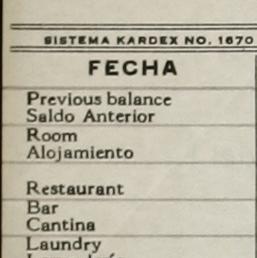 SISTEMA KARDEX NO. 1670
FECHA
Previous balance
Saldo Anterior
Room
Alojamiento
Restaurant
Bar
Cantina
Laundry